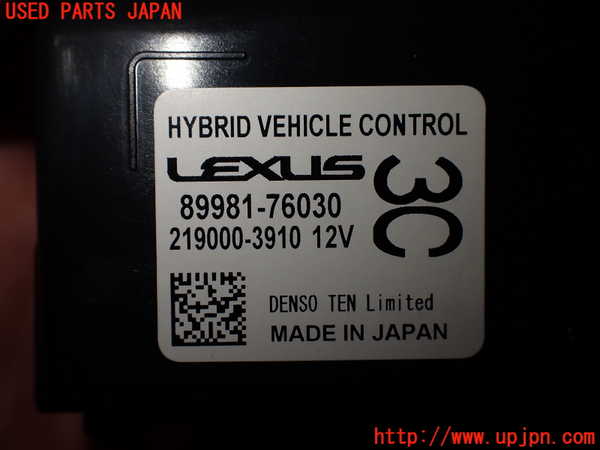 USED PARTS JAPAN
HYBRID VEHICLE CONTROL
LEXUS
3C
89981-76030
219000-3910 12V
DENSO TEN Limited
MADE IN JAPAN
https://www.upjpn.com/